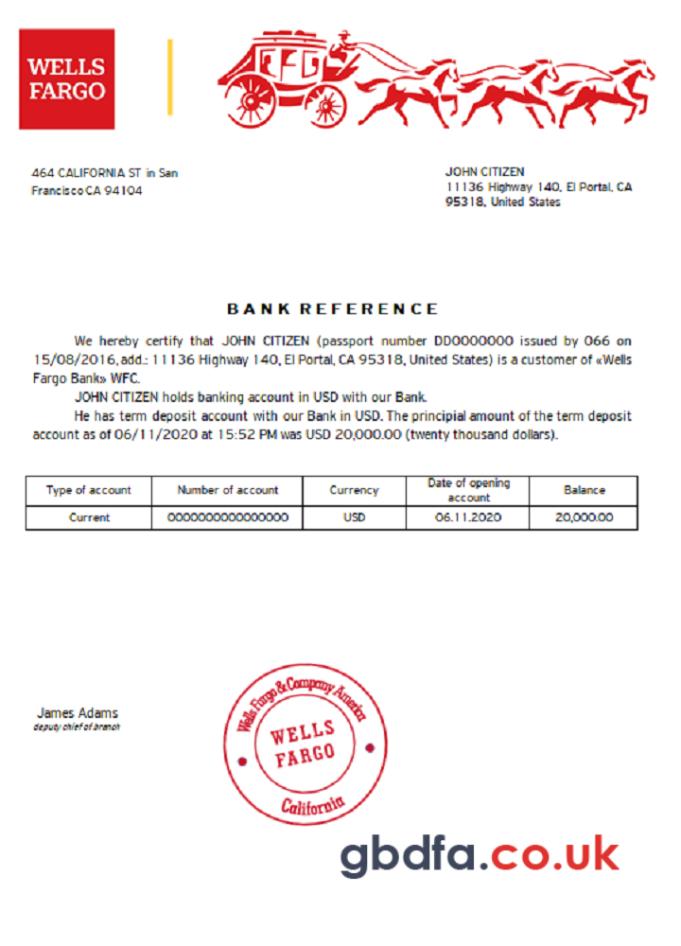 WELLS
FARGO
464 CALIFORNIA ST in San
Francisco CA 94104
JOHN CITIZEN
11136 Highway 140, El Portal, CA
95318, United States
BANK REFERENCE
We hereby certify that JOHN CITIZEN (passport number DD0000000 issued by 066 on
15/08/2016, add.: 11136 Highway 140, El Portal, CA 95318, United States) is a customer of «Wells
Fargo Bank» WFC.
JOHN CITIZEN holds banking account in USD with our Bank.
He has term deposit account with our Bank in USD. The principial amount of the term deposit
account as of 06/11/2020 at 15:52 PM was USD 20,000.00 (twenty thousand dollars).
Type of account Number of account Currency Date of opening account Balance
Current 0000000000000000 USD 06.11.2020 20,000.00
James Adams
deputy chief of branch
Wells Fargo & Company America
WELLS
FARGO
California
gbdfa.co.uk